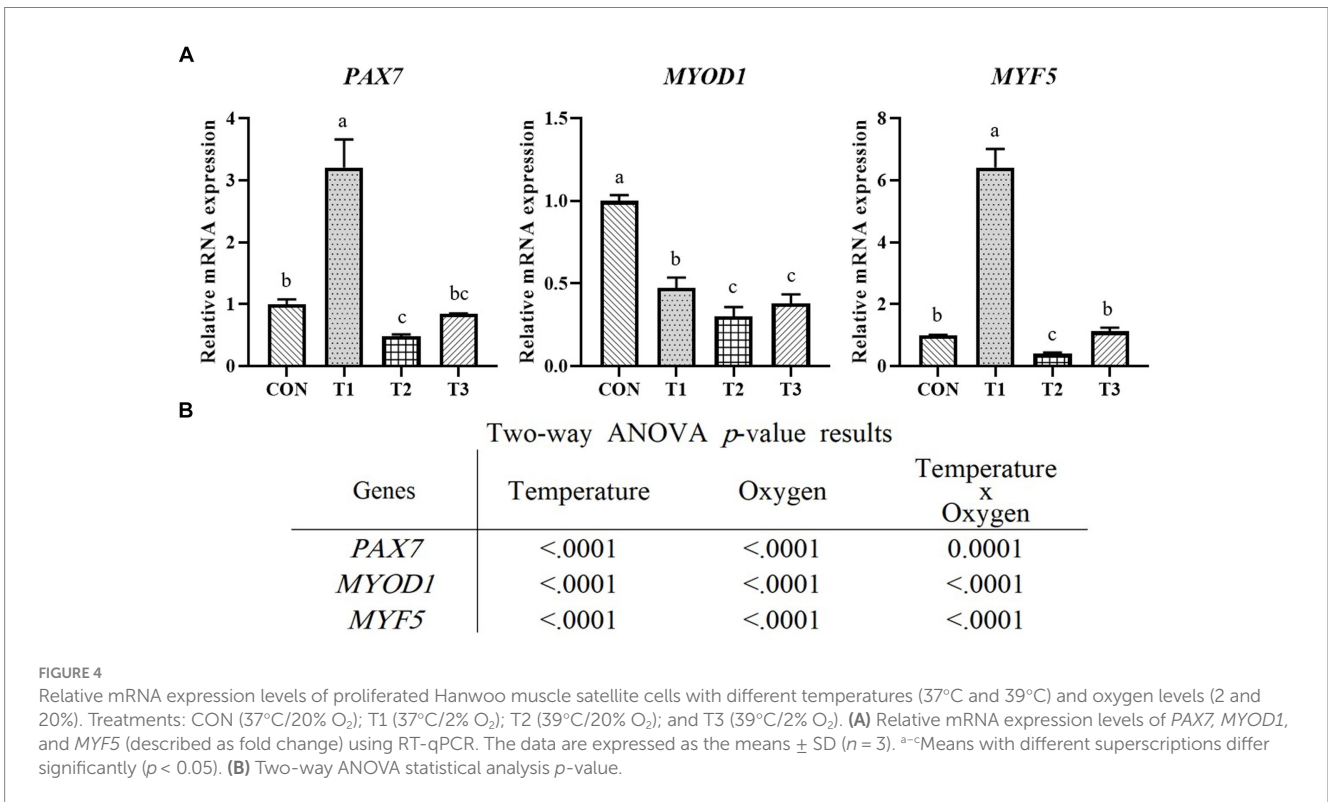 A
PAX7
MYOD1
MYF5
Relative mRNA expression
4
3
2
1
0
b
a
c
bc
CON T1 T2 T3
Relative mRNA expression
1.5
1.0
0.5
0.0
a
b
c
c
CON T1 T2 T3
Relative mRNA expression
8
6
4
2
0
b
a
c
b
CON T1 T2 T3
B
Two-way ANOVA p-value results
Genes Temperature Oxygen Temperature x Oxygen
PAX7 <.0001 <.0001 0.0001
MYOD1 <.0001 <.0001 <.0001
MYF5 <.0001 <.0001 <.0001
FIGURE 4
Relative mRNA expression levels of proliferated Hanwoo muscle satellite cells with different temperatures (37°C and 39°C) and oxygen levels (2 and
20%). Treatments: CON (37°C/20% O₂); T1 (37°C/2% O₂); T2 (39°C/20% O₂); and T3 (39°C/2% O₂). (A) Relative mRNA expression levels of PAX7, MYOD1,
and MYF5 (described as fold change) using RT-qPCR. The data are expressed as the means ± SD (n = 3). ᵃ⁻ᶜMeans with different superscriptions differ
significantly (p < 0.05). (B) Two-way ANOVA statistical analysis p-value.